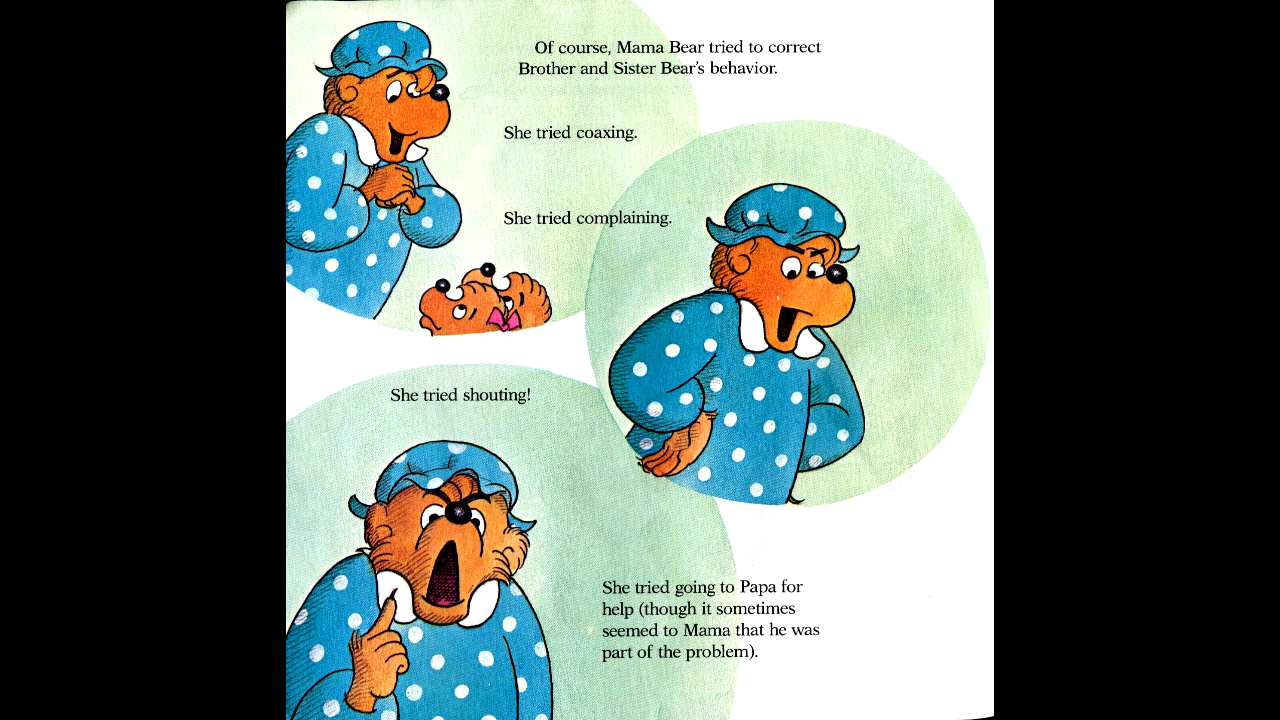 Of course, Mama Bear tried to correct
Brother and Sister Bear's behavior.
She tried coaxing.
She tried complaining.
She tried shouting!
She tried going to Papa for
help (though it sometimes
seemed to Mama that he was
part of the problem).